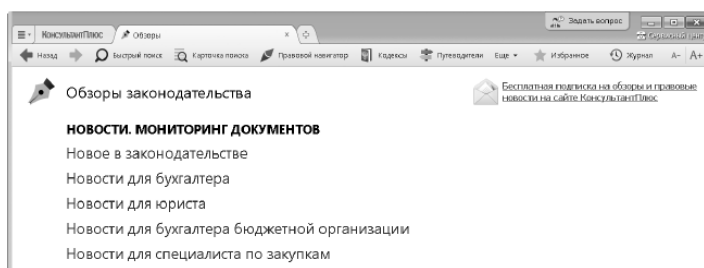 Задать вопрос
КонсультантПлюс Обзоры
Сервисный центр
Назад Быстрый поиск Карточка поиска Правовой навигатор Кодексы Путеводители Еще Избранное Журнал A- A+
Обзоры законодательства
Бесплатная подписка на обзоры и правовые
новости на сайте КонсультантПлюс
НОВОСТИ. МОНИТОРИНГ ДОКУМЕНТОВ
Новое в законодательстве
Новости для бухгалтера
Новости для юриста
Новости для бухгалтера бюджетной организации
Новости для специалиста по закупкам